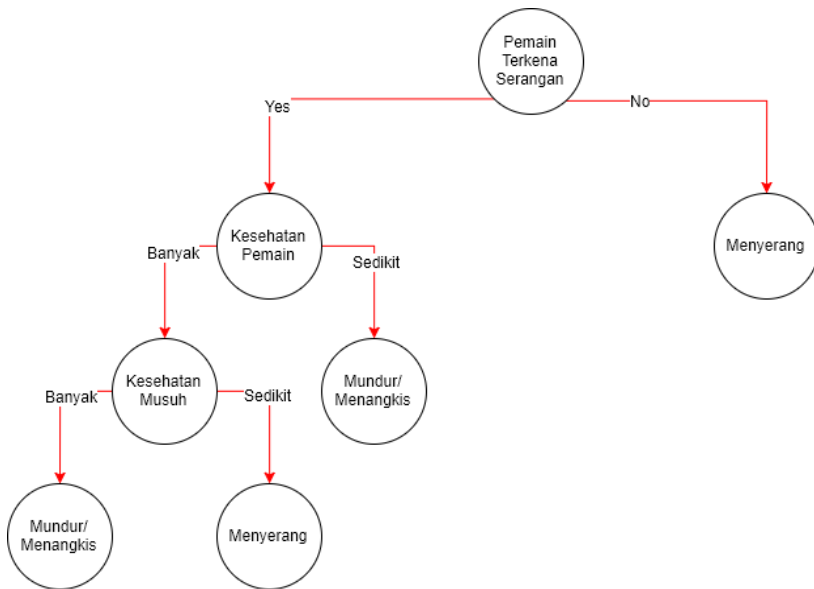 Pemain
Terkena
Serangan
Yes
No
Kesehatan
Pemain
Menyerang
Banyak
Sedikit
Kesehatan
Musuh
Mundur/
Menangkis
Banyak
Sedikit
Mundur/
Menangkis
Menyerang